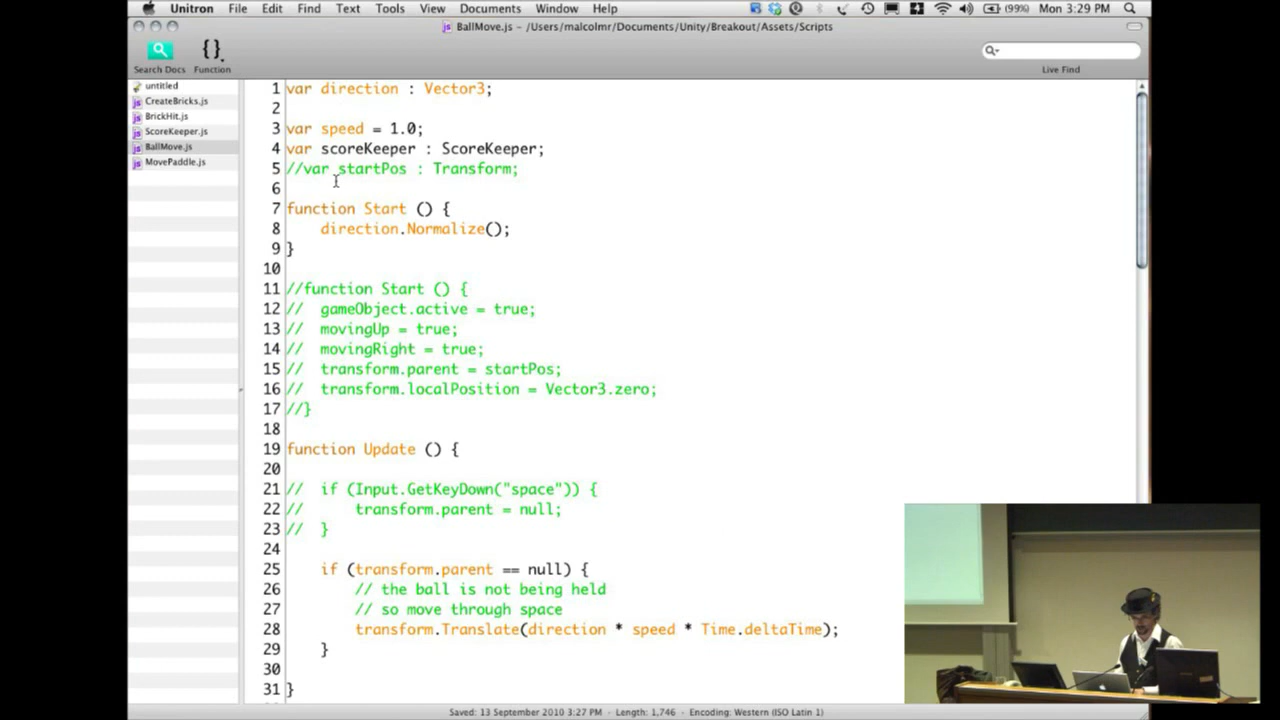 Unitron File Edit Find Text Tools View Documents Window Help (99%) Mon 3:29 PM
BallMove.js – /Users/malcolmr/Documents/Unity/Breakout/Assets/Scripts
{}
Search Docs Function Live Find
untitled
CreateBricks.js
BrickHit.js
ScoreKeeper.js
BallMove.js
MovePaddle.js
1 var direction : Vector3;
2
3 var speed = 1.0;
4 var scoreKeeper : ScoreKeeper;
5 //var startPos : Transform;
6
7 function Start () {
8 direction.Normalize();
9 }
10
11 //function Start () {
12 // gameObject.active = true;
13 // movingUp = true;
14 // movingRight = true;
15 // transform.parent = startPos;
16 // transform.localPosition = Vector3.zero;
17 //}
18
19 function Update () {
20
21 // if (Input.GetKeyDown("space")) {
22 // transform.parent = null;
23 // }
24
25 if (transform.parent == null) {
26 // the ball is not being held
27 // so move through space
28 transform.Translate(direction * speed * Time.deltaTime);
29 }
30
31 }
Saved: 13 September 2010 3:27 PM - Length: 1,746 - Encoding: Western (ISO Latin 1)